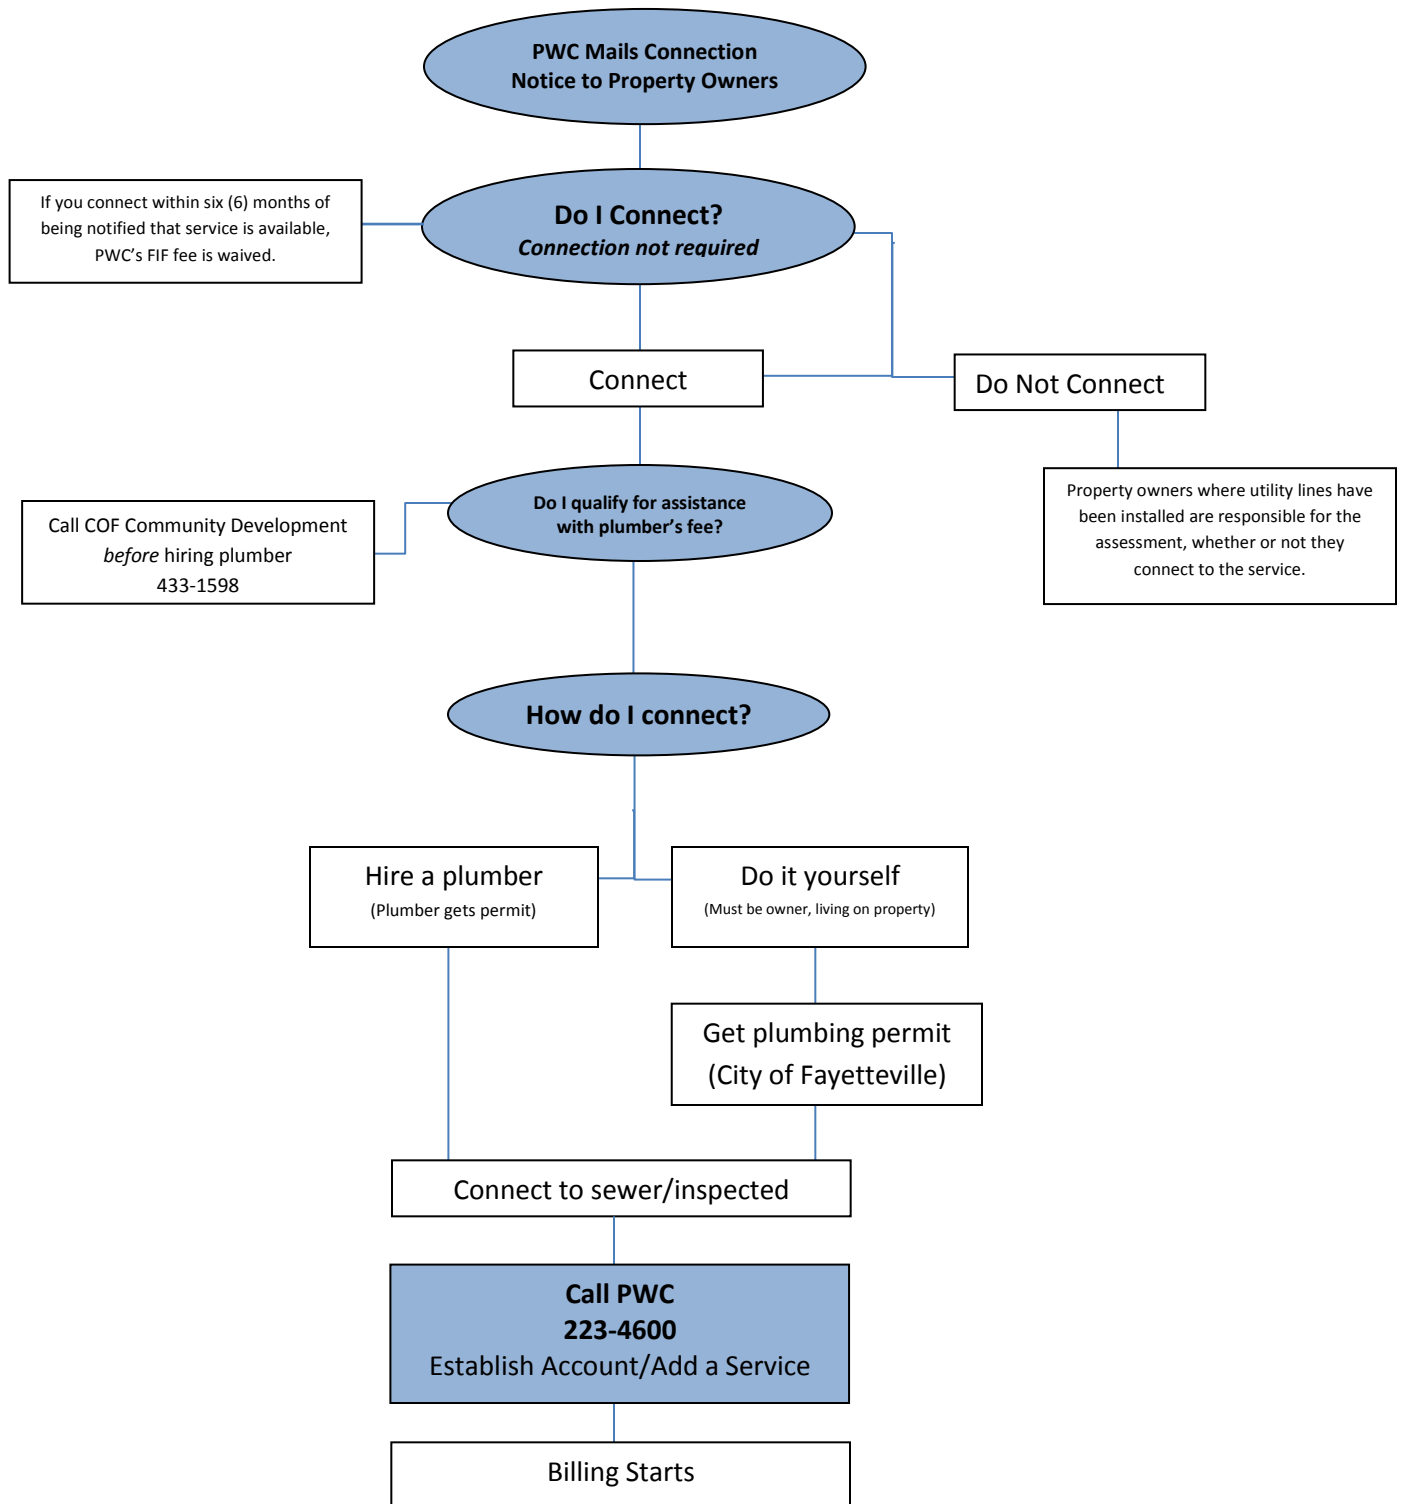 PWC Mails Connection
Notice to Property Owners
If you connect within six (6) months of
being notified that service is available,
PWC’s FIF fee is waived.
Do I Connect?
Connection not required
Connect
Do Not Connect
Do I qualify for assistance
with plumber’s fee?
Call COF Community Development
before hiring plumber
433-1598
Property owners where utility lines have
been installed are responsible for the
assessment, whether or not they
connect to the service.
How do I connect?
Hire a plumber
(Plumber gets permit)
Do it yourself
(Must be owner, living on property)
Get plumbing permit
(City of Fayetteville)
Connect to sewer/inspected
Call PWC
223-4600
Establish Account/Add a Service
Billing Starts